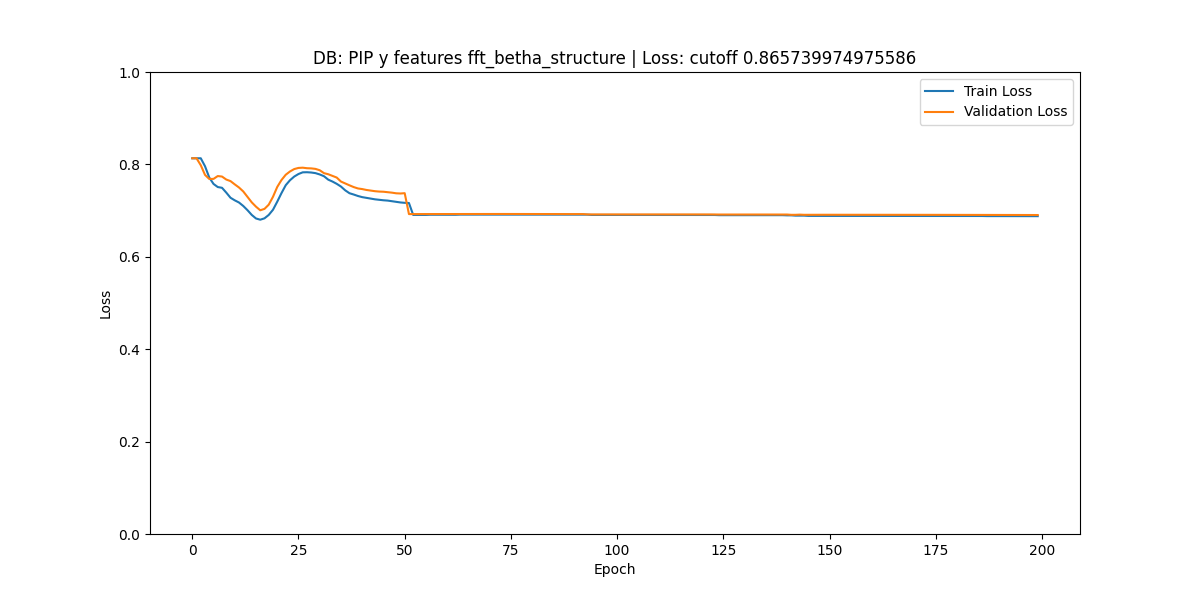 DB: PIP y features fft_betha_structure | Loss: cutoff 0.865739974975586
Train Loss
Validation Loss
1.0
0.8
0.6
0.4
0.2
0.0
Loss
0 25 50 75 100 125 150 175 200
Epoch